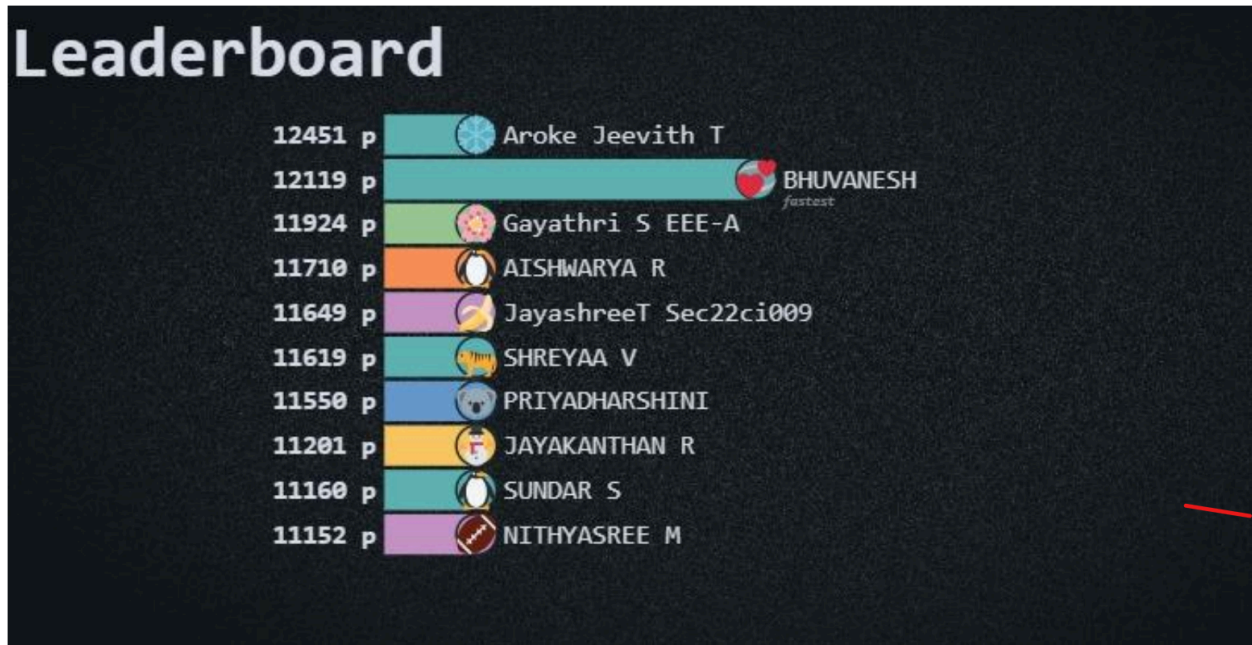 Leaderboard
12451 p Aroke Jeevith T
12119 p BHUVANESH
fastest
11924 p Gayathri S EEE-A
11710 p AISHWARYA R
11649 p JayashreeT Sec22ci009
11619 p SHREYAA V
11550 p PRIYADHARSHINI
11201 p JAYAKANTHAN R
11160 p SUNDAR S
11152 p NITHYASREE M